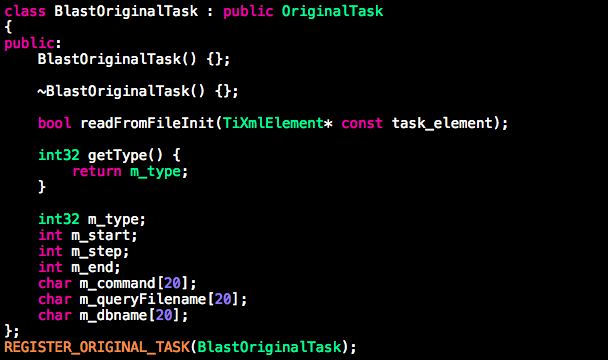 class BlastOriginalTask : public OriginalTask
{
public:
    BlastOriginalTask() {};
    ~BlastOriginalTask() {};
    bool readFromFileInit(TiXmlElement* const task_element);
    int32 getType() {
        return m_type;
    }
    int32 m_type;
    int m_start;
    int m_step;
    int m_end;
    char m_command[20];
    char m_queryFilename[20];
    char m_dbname[20];
};
REGISTER_ORIGINAL_TASK(BlastOriginalTask);